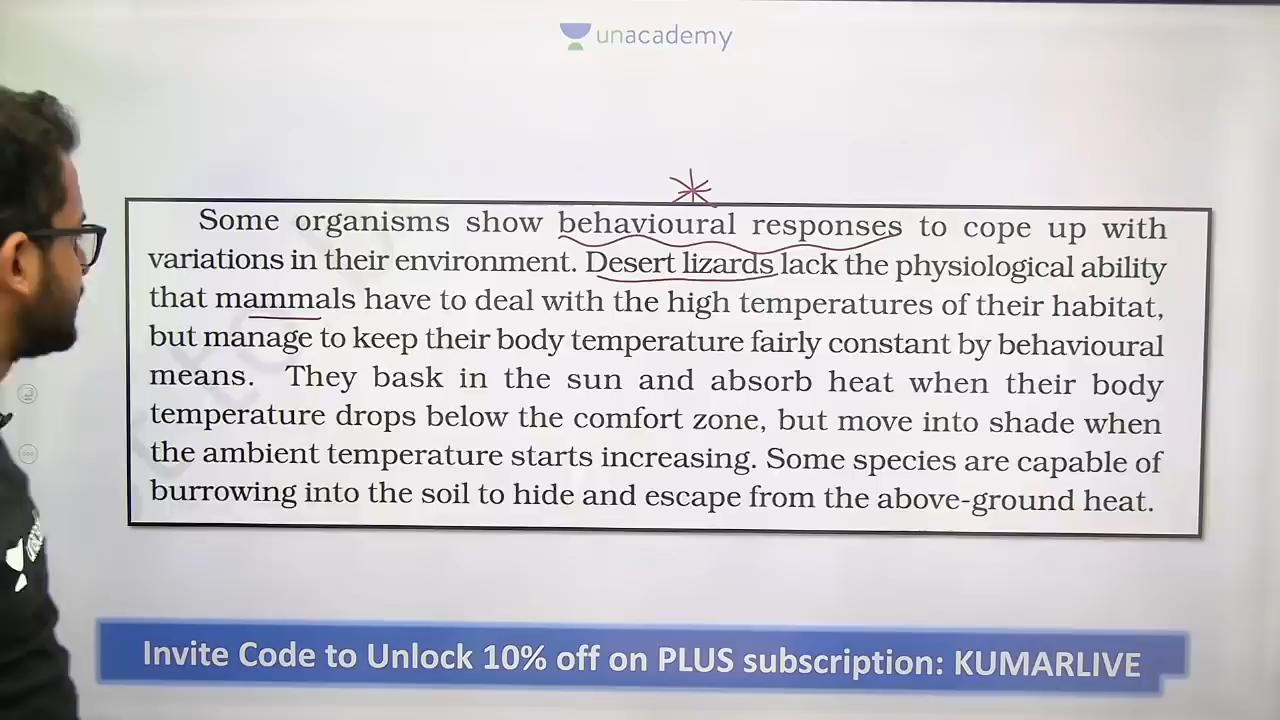 unacademy
Some organisms show behavioural responses to cope up with
variations in their environment. Desert lizards lack the physiological ability
that mammals have to deal with the high temperatures of their habitat,
but manage to keep their body temperature fairly constant by behavioural
means. They bask in the sun and absorb heat when their body
temperature drops below the comfort zone, but move into shade when
the ambient temperature starts increasing. Some species are capable of
burrowing into the soil to hide and escape from the above-ground heat.
Invite Code to Unlock 10% off on PLUS subscription: KUMARLIVE